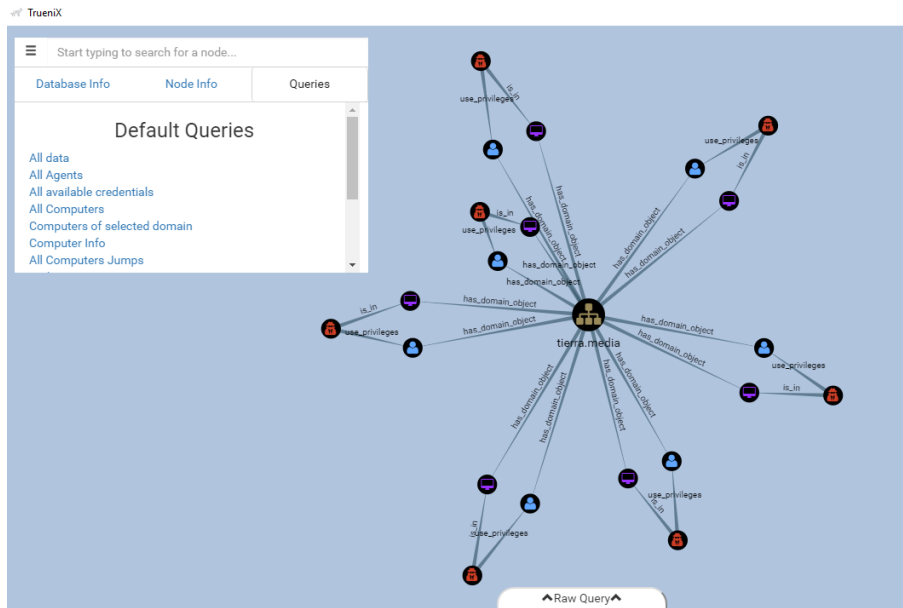 TrueniX
Start typing to search for a node...
Database Info
Node Info
Queries
Default Queries
All data
All Agents
All available credentials
All Computers
Computers of selected domain
Computer Info
All Computers Jumps
is_in
use_privileges
use_privileges
is_in
has_domain_object
has_domain_object
has_domain_object
has_domain_object
is_in
use_privileges
has_domain_object
has_domain_object
has_domain_object
has_domain_object
is_in
use_privileges
tierra.media
has_domain_object
has_domain_object
use_privileges
is_in
has_domain_object
has_domain_object
has_domain_object
has_domain_object
use_privileges
is_in
is_in
use_privileges
Raw Query